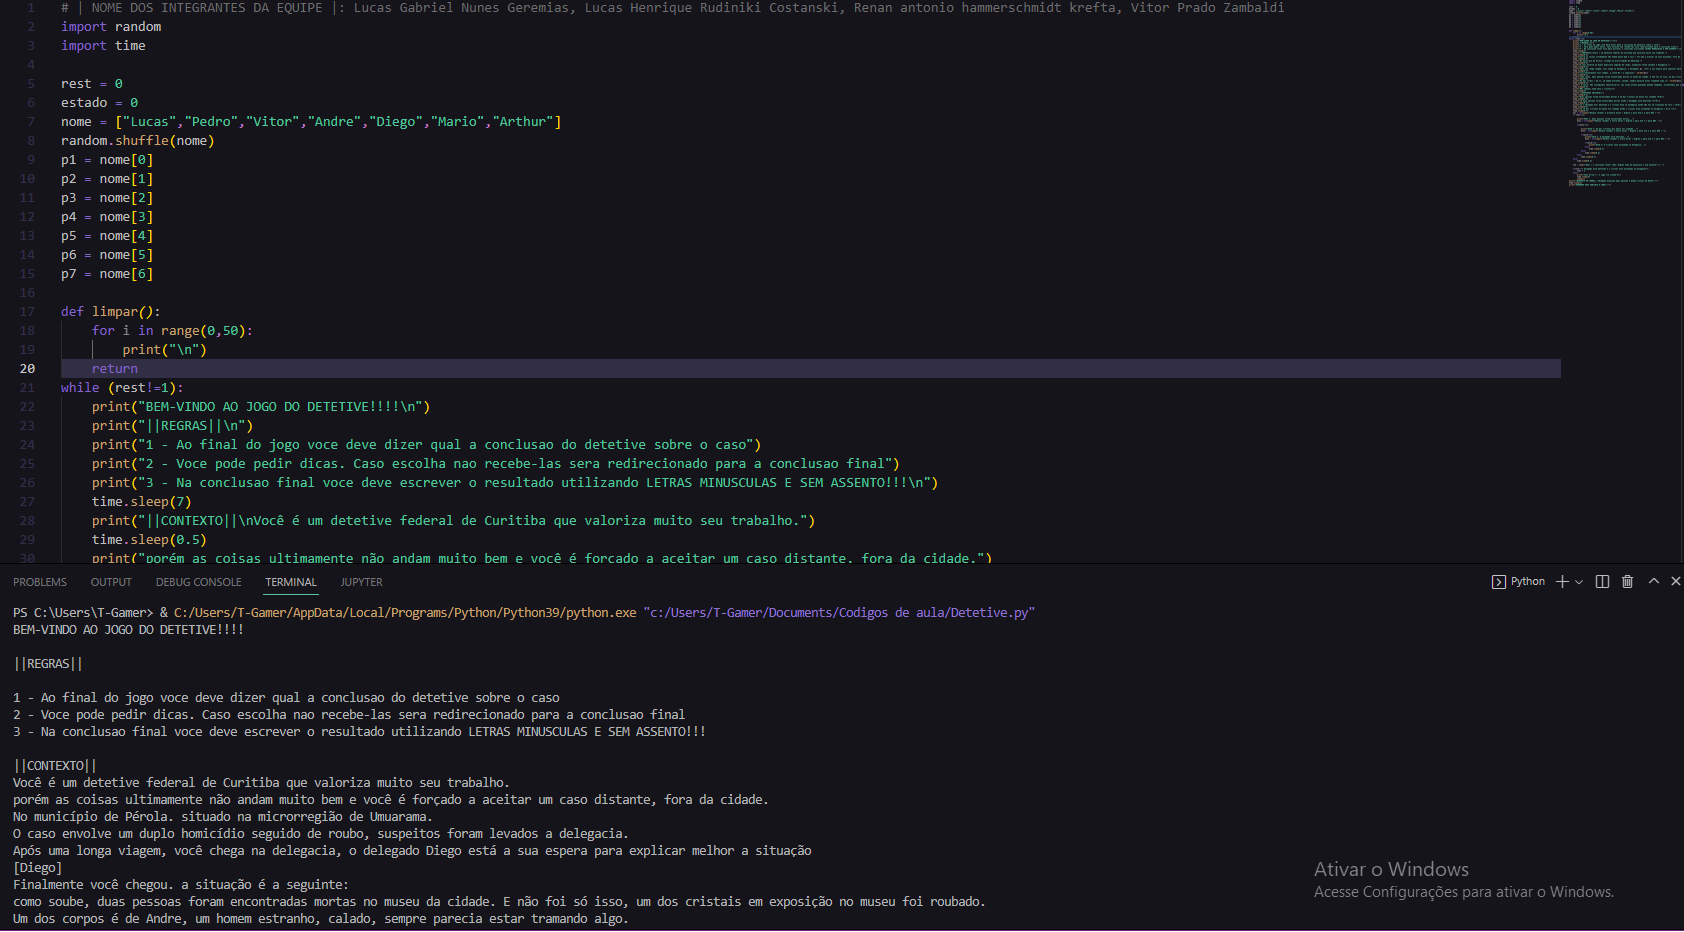 1 # | NOME DOS INTEGRANTES DA EQUIPE |: Lucas Gabriel Nunes Geremias, Lucas Henrique Rudiniki Costanski, Renan antonio hammerschmidt krefta, Vitor Prado Zambaldi
2 import random
3 import time
4
5 rest = 0
6 estado = 0
7 nome = ["Lucas","Pedro","Vitor","Andre","Diego","Mario","Arthur"]
8 random.shuffle(nome)
9 p1 = nome[0]
10 p2 = nome[1]
11 p3 = nome[2]
12 p4 = nome[3]
13 p5 = nome[4]
14 p6 = nome[5]
15 p7 = nome[6]
16
17 def limpar():
18 for i in range(0,50):
19 print("\n")
20 return
21 while (rest!=1):
22 print("BEM-VINDO AO JOGO DO DETETIVE!!!!\n")
23 print("||REGRAS||\n")
24 print("1 - Ao final do jogo voce deve dizer qual a conclusao do detetive sobre o caso")
25 print("2 - Voce pode pedir dicas. Caso escolha nao recebe-las sera redirecionado para a conclusao final")
26 print("3 - Na conclusao final voce deve escrever o resultado utilizando LETRAS MINUSCULAS E SEM ASSENTO!!!\n")
27 time.sleep(7)
28 print("||CONTEXTO||\nVocê é um detetive federal de Curitiba que valoriza muito seu trabalho.")
29 time.sleep(0.5)
30 print("porém as coisas ultimamente não andam muito bem e você é forçado a aceitar um caso distante, fora da cidade.")
PROBLEMS OUTPUT DEBUG CONSOLE TERMINAL JUPYTER Python
PS C:\Users\T-Gamer> & C:/Users/T-Gamer/AppData/Local/Programs/Python/Python39/python.exe "c:/Users/T-Gamer/Documents/Codigos de aula/Detetive.py"
BEM-VINDO AO JOGO DO DETETIVE!!!!
||REGRAS||
1 - Ao final do jogo voce deve dizer qual a conclusao do detetive sobre o caso
2 - Voce pode pedir dicas. Caso escolha nao recebe-las sera redirecionado para a conclusao final
3 - Na conclusao final voce deve escrever o resultado utilizando LETRAS MINUSCULAS E SEM ASSENTO!!!
||CONTEXTO||
Você é um detetive federal de Curitiba que valoriza muito seu trabalho.
porém as coisas ultimamente não andam muito bem e você é forçado a aceitar um caso distante, fora da cidade.
No município de Pérola. situado na microrregião de Umuarama.
O caso envolve um duplo homicídio seguido de roubo, suspeitos foram levados a delegacia.
Após uma longa viagem, você chega na delegacia, o delegado Diego está a sua espera para explicar melhor a situação
[Diego]
Finalmente você chegou. a situação é a seguinte:
como soube, duas pessoas foram encontradas mortas no museu da cidade. E não foi só isso, um dos cristais em exposição no museu foi roubado.
Um dos corpos é de Andre, um homem estranho, calado, sempre parecia estar tramando algo.
Ativar o Windows
Acesse Configurações para ativar o Windows.